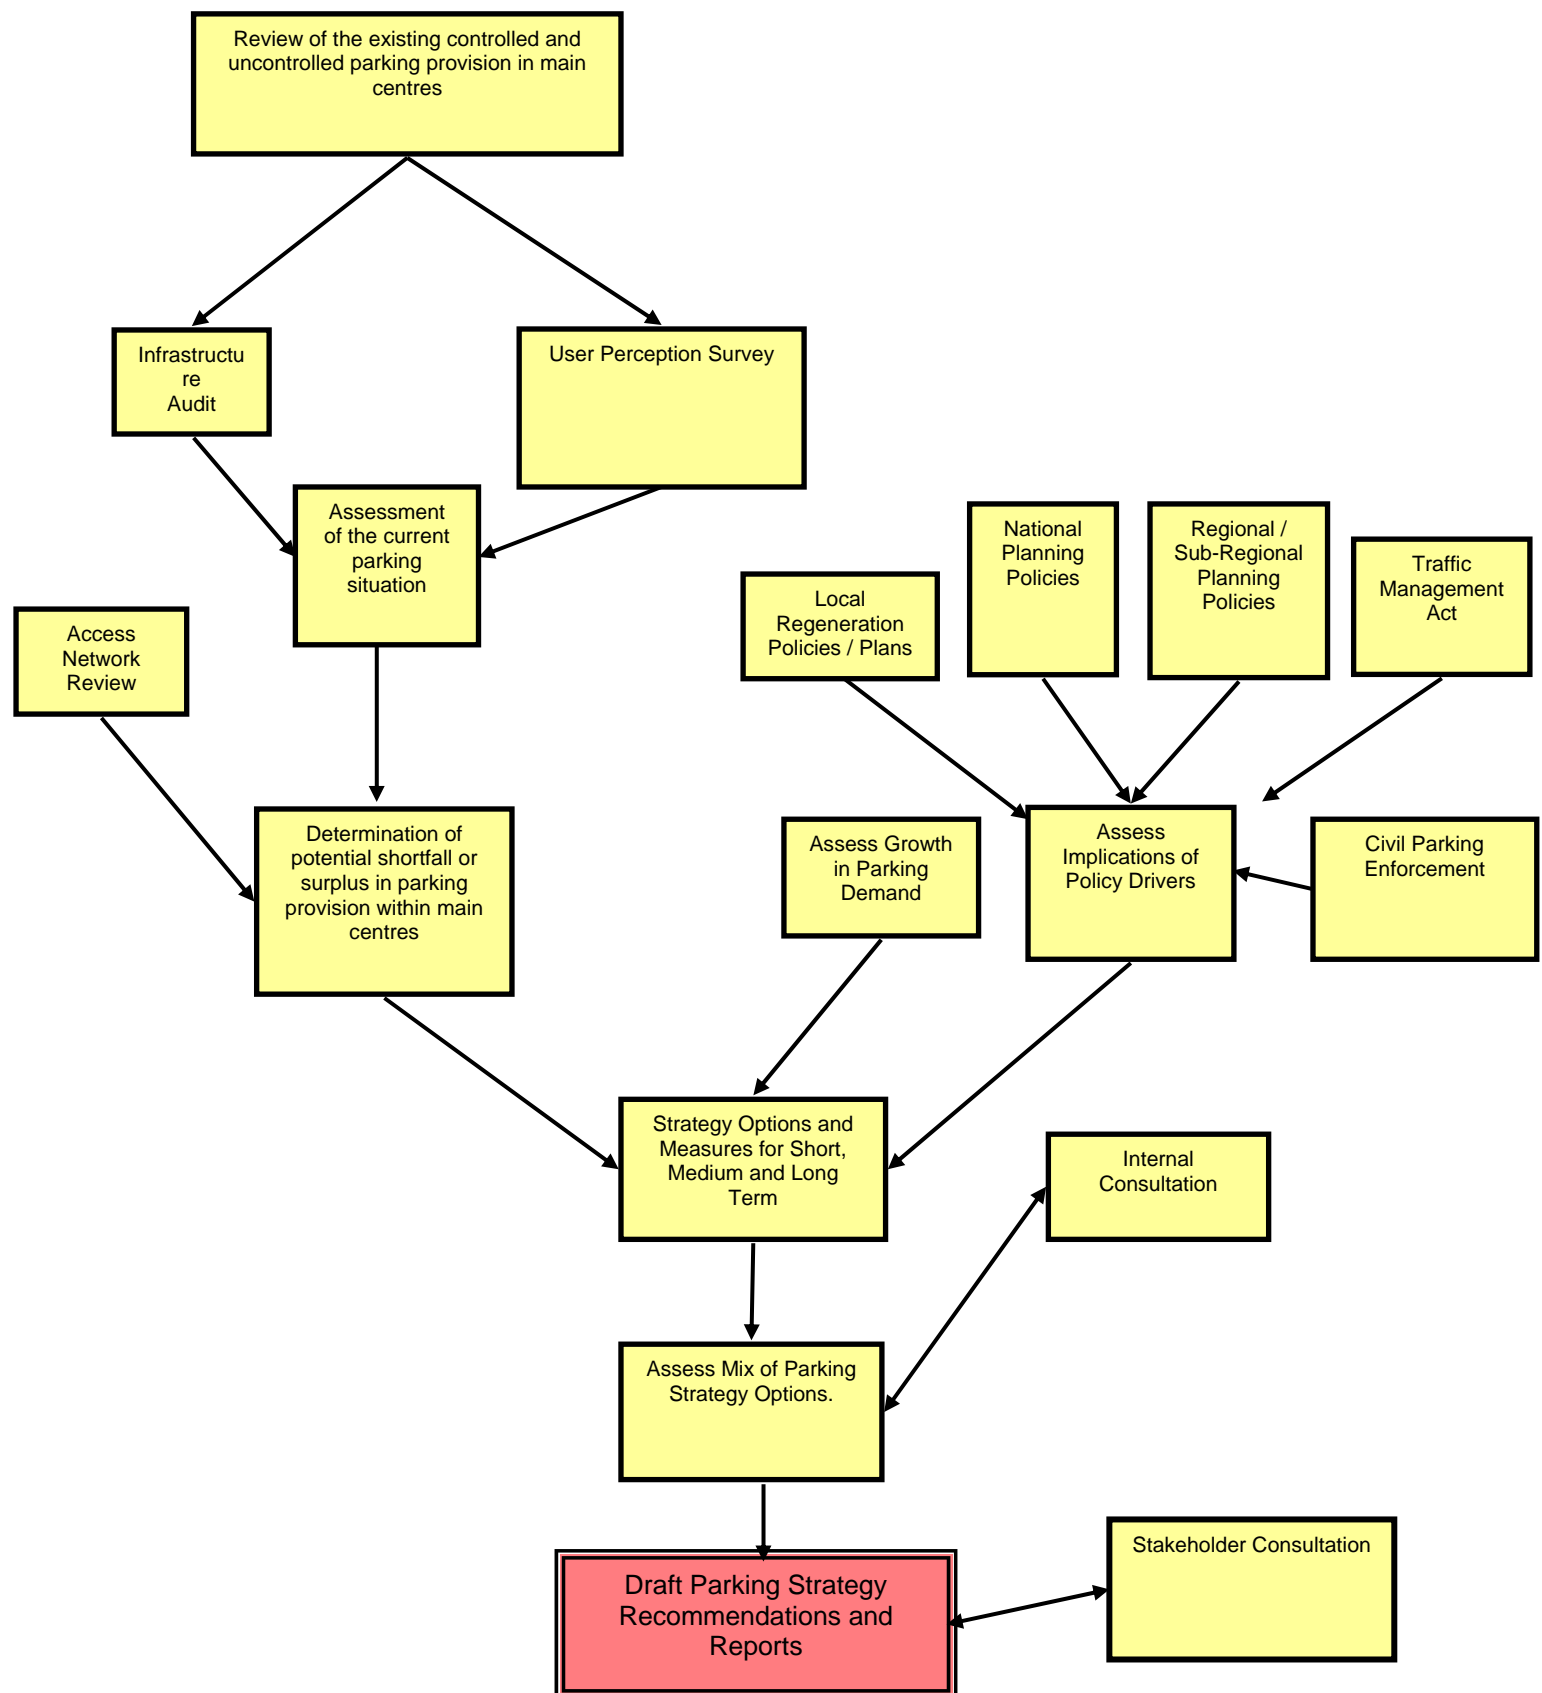 Review of the existing controlled and
uncontrolled parking provision in main
centres
Infrastructu
re
Audit
User Perception Survey
Assessment
of the current
parking
situation
National
Planning
Policies
Regional /
Sub-Regional
Planning
Policies
Traffic
Management
Act
Local
Regeneration
Policies / Plans
Access
Network
Review
Determination of
potential shortfall or
surplus in parking
provision within main
centres
Assess Growth
in Parking
Demand
Assess
Implications of
Policy Drivers
Civil Parking
Enforcement
Strategy Options and
Measures for Short,
Medium and Long
Term
Internal
Consultation
Assess Mix of Parking
Strategy Options.
Stakeholder Consultation
Draft Parking Strategy
Recommendations and
Reports